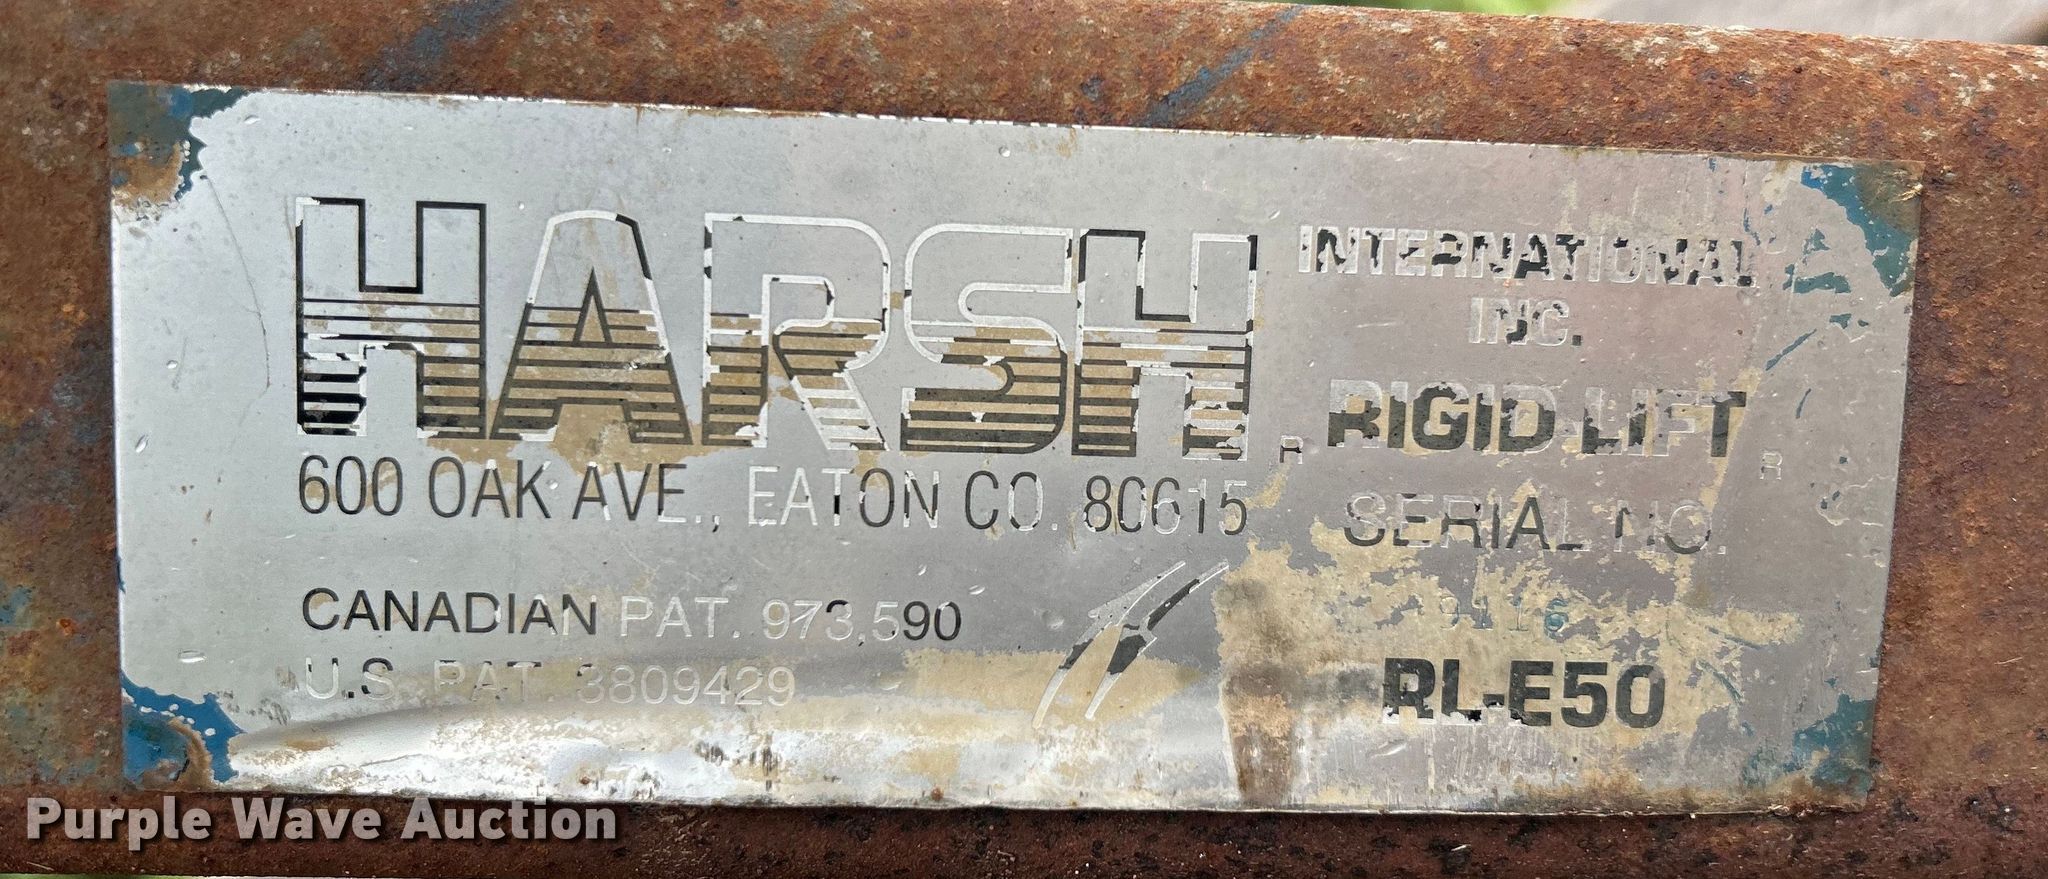 HARSH
INTERNATIONAL
INC.
R RIGID LIFT R
600 OAK AVE., EATON CO. 80615
SERIAL NO.
CANADIAN PAT. 973,590
U.S. PAT. 3809429
RL-E50
Purple Wave Auction